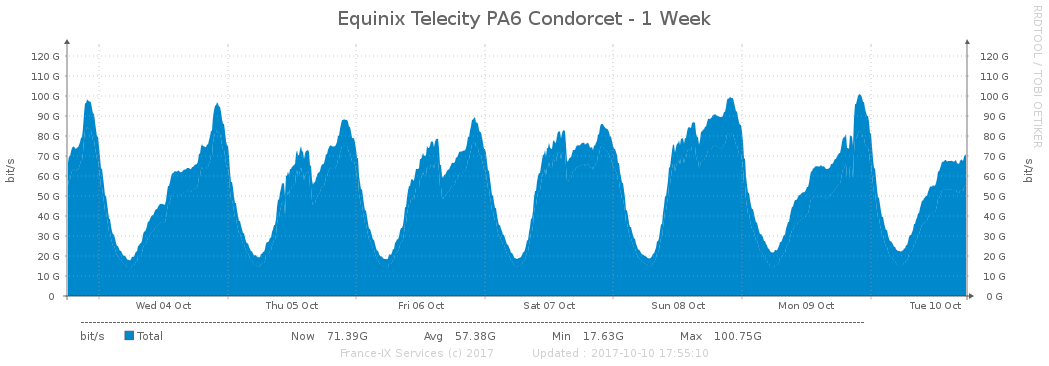 Equinix Telecity PA6 Condorcet - 1 Week
RRDTOOL / TOBI OETIKER
bit/s
120 G 120 G
110 G 110 G
100 G 100 G
90 G 90 G
80 G 80 G
70 G 70 G
60 G 60 G
50 G 50 G
40 G 40 G
30 G 30 G
20 G 20 G
10 G 10 G
0 0 G
bit/s
Wed 04 Oct Thu 05 Oct Fri 06 Oct Sat 07 Oct Sun 08 Oct Mon 09 Oct Tue 10 Oct
bit/s Total Now 71.39G Avg 57.38G Min 17.63G Max 100.75G
France-IX Services (c) 2017 Updated : 2017-10-10 17:55:10